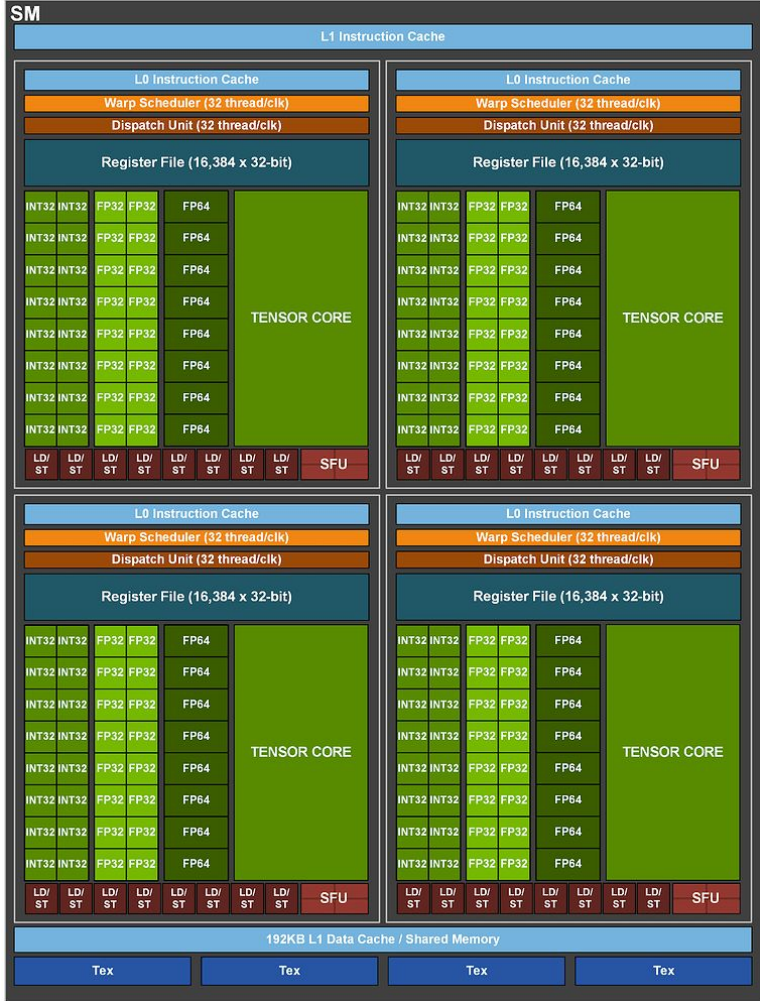 SM
L1 Instruction Cache
L0 Instruction Cache
Warp Scheduler (32 thread/clk)
Dispatch Unit (32 thread/clk)
Register File (16,384 x 32-bit)
INT32 INT32 FP32 FP32 FP64
INT32 INT32 FP32 FP32 FP64
INT32 INT32 FP32 FP32 FP64
INT32 INT32 FP32 FP32 FP64
TENSOR CORE
INT32 INT32 FP32 FP32 FP64
INT32 INT32 FP32 FP32 FP64
INT32 INT32 FP32 FP32 FP64
INT32 INT32 FP32 FP32 FP64
LD/ LD/ LD/ LD/ LD/ LD/ LD/ LD/
ST ST ST ST ST ST ST ST
SFU
L0 Instruction Cache
Warp Scheduler (32 thread/clk)
Dispatch Unit (32 thread/clk)
Register File (16,384 x 32-bit)
INT32 INT32 FP32 FP32 FP64
INT32 INT32 FP32 FP32 FP64
INT32 INT32 FP32 FP32 FP64
INT32 INT32 FP32 FP32 FP64
TENSOR CORE
INT32 INT32 FP32 FP32 FP64
INT32 INT32 FP32 FP32 FP64
INT32 INT32 FP32 FP32 FP64
INT32 INT32 FP32 FP32 FP64
LD/ LD/ LD/ LD/ LD/ LD/ LD/ LD/
ST ST ST ST ST ST ST ST
SFU
L0 Instruction Cache
Warp Scheduler (32 thread/clk)
Dispatch Unit (32 thread/clk)
Register File (16,384 x 32-bit)
INT32 INT32 FP32 FP32 FP64
INT32 INT32 FP32 FP32 FP64
INT32 INT32 FP32 FP32 FP64
INT32 INT32 FP32 FP32 FP64
TENSOR CORE
INT32 INT32 FP32 FP32 FP64
INT32 INT32 FP32 FP32 FP64
INT32 INT32 FP32 FP32 FP64
INT32 INT32 FP32 FP32 FP64
LD/ LD/ LD/ LD/ LD/ LD/ LD/ LD/
ST ST ST ST ST ST ST ST
SFU
L0 Instruction Cache
Warp Scheduler (32 thread/clk)
Dispatch Unit (32 thread/clk)
Register File (16,384 x 32-bit)
INT32 INT32 FP32 FP32 FP64
INT32 INT32 FP32 FP32 FP64
INT32 INT32 FP32 FP32 FP64
INT32 INT32 FP32 FP32 FP64
TENSOR CORE
INT32 INT32 FP32 FP32 FP64
INT32 INT32 FP32 FP32 FP64
INT32 INT32 FP32 FP32 FP64
INT32 INT32 FP32 FP32 FP64
LD/ LD/ LD/ LD/ LD/ LD/ LD/ LD/
ST ST ST ST ST ST ST ST
SFU
192KB L1 Data Cache / Shared Memory
Tex Tex Tex Tex